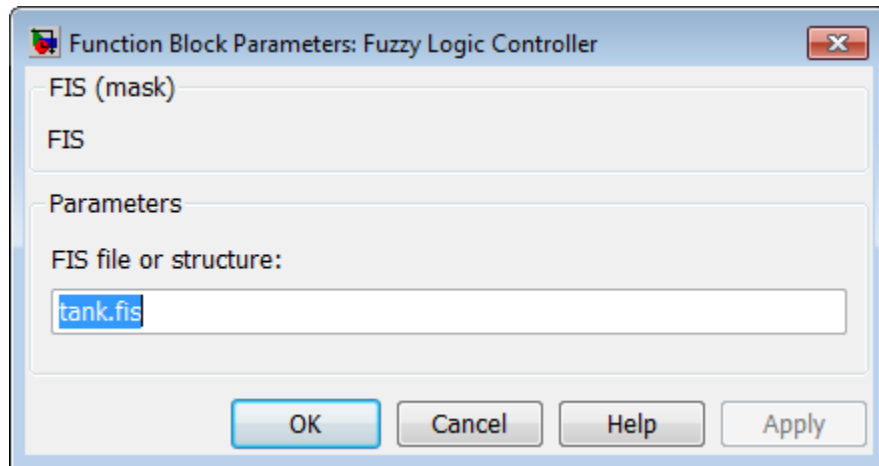 Function Block Parameters: Fuzzy Logic Controller
FIS (mask)
FIS
Parameters
FIS file or structure:
tank.fis
OK Cancel Help Apply